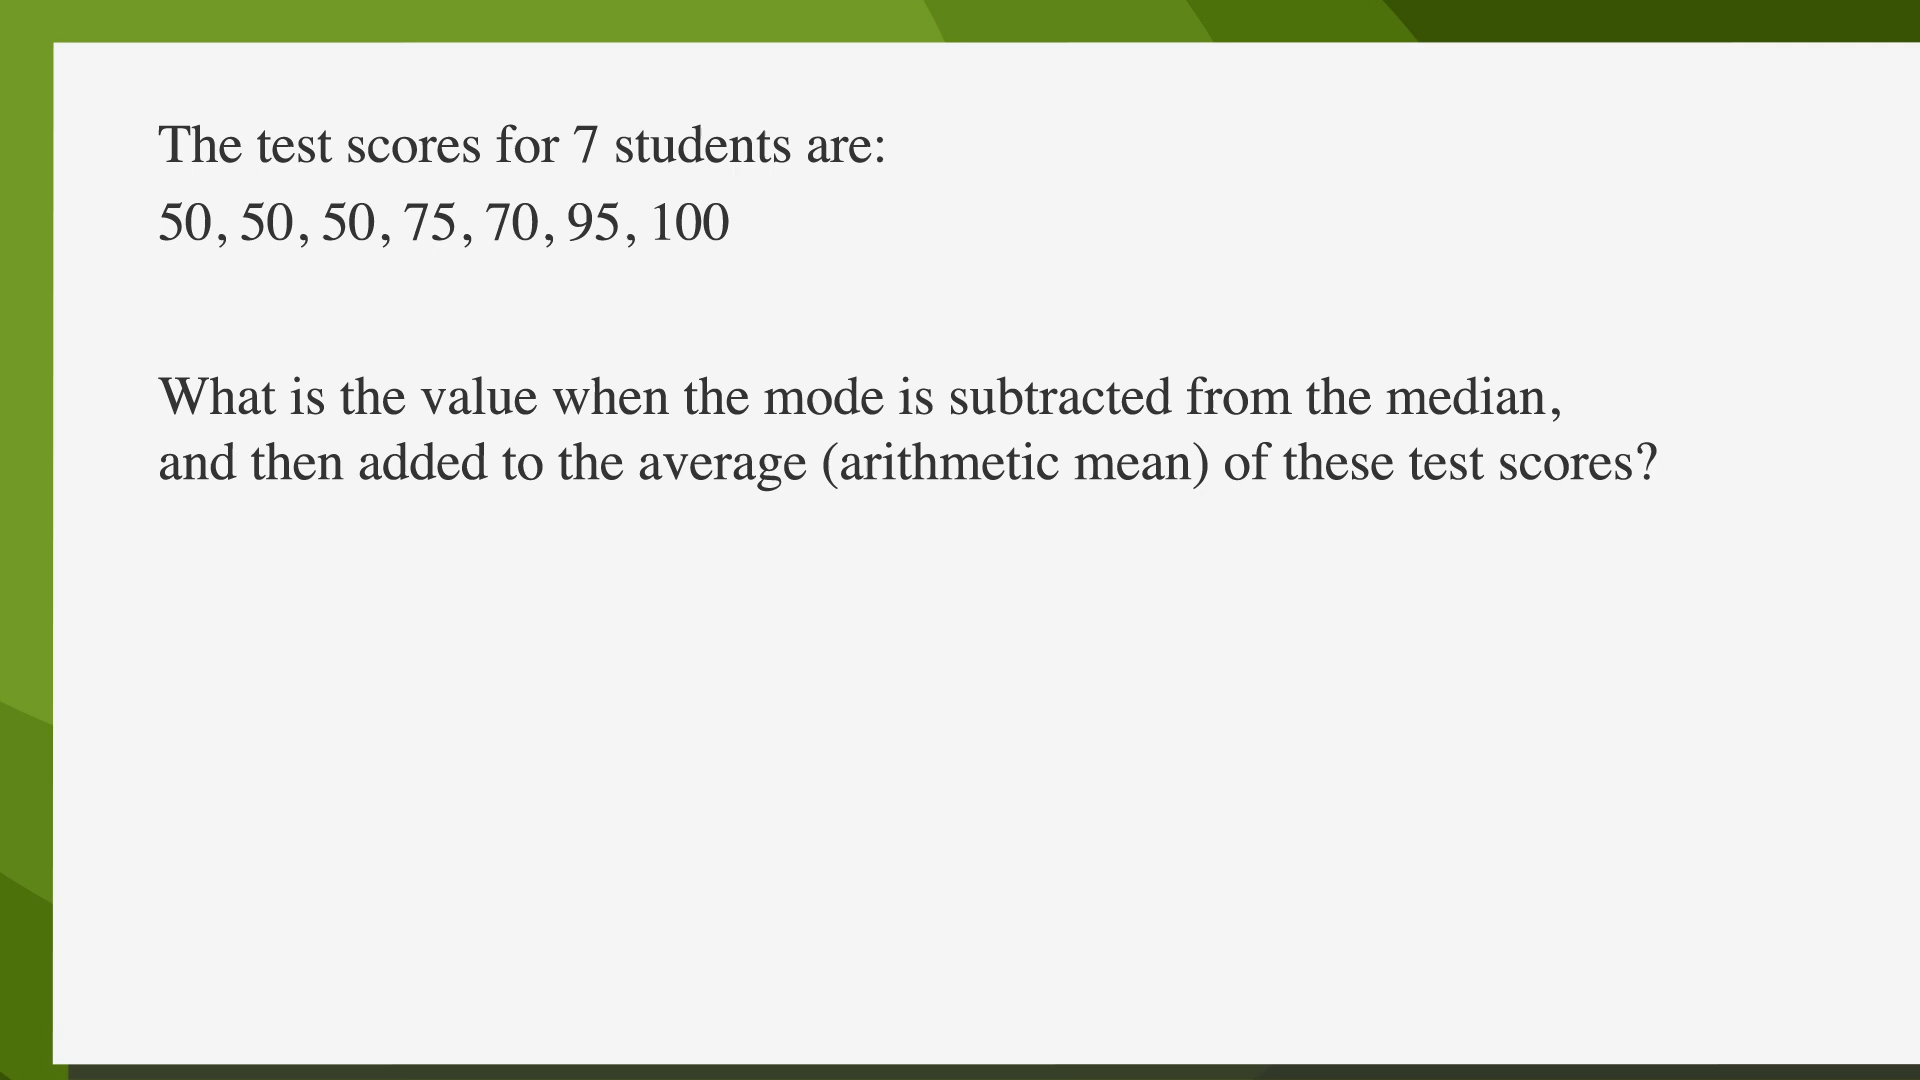 The test scores for 7 students are:
50, 50, 50, 75, 70, 95, 100
What is the value when the mode is subtracted from the median,
and then added to the average (arithmetic mean) of these test scores?